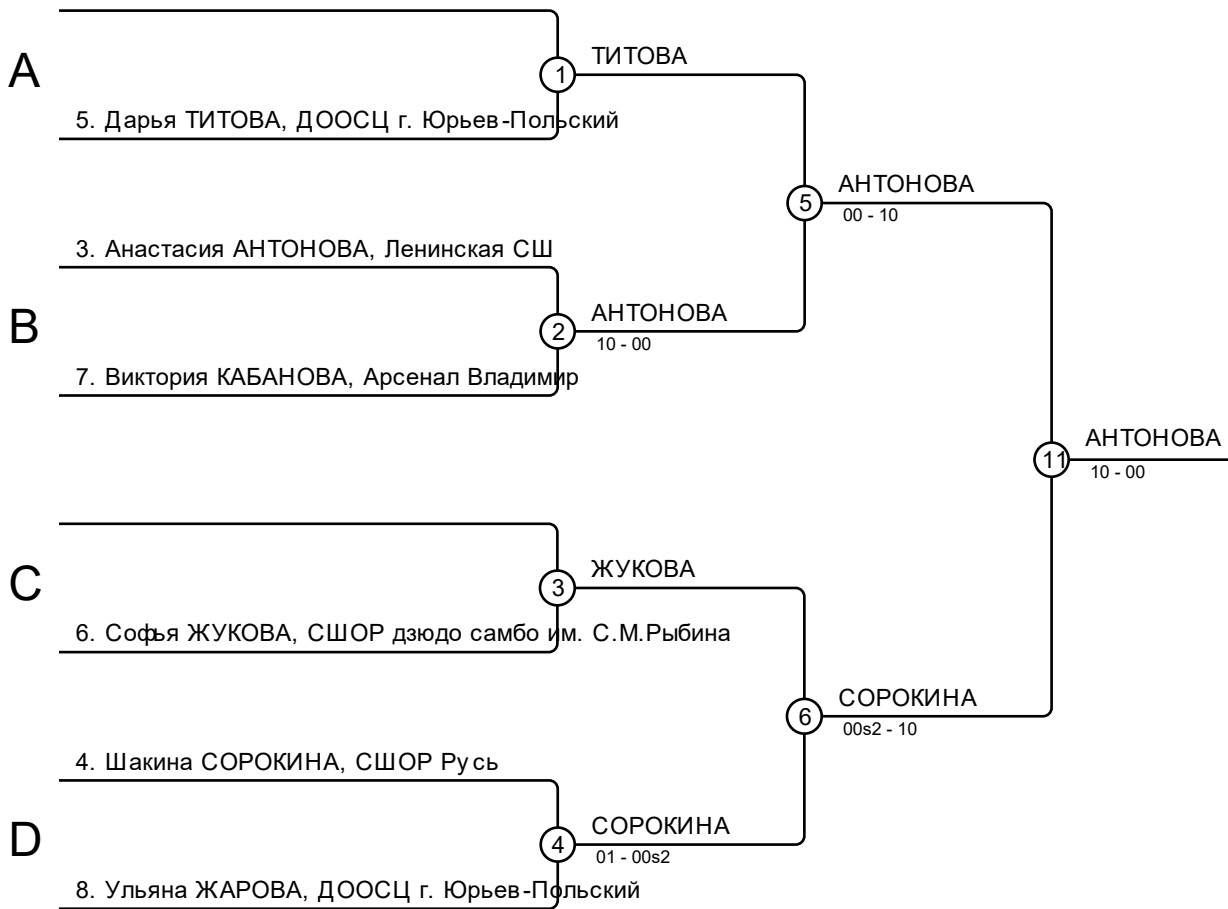 ТИТОВА
A
1
5. Дарья ТИТОВА, ДООСЦ г. Юрьев-Польский
АНТОНОВА
5
00 - 10
3. Анастасия АНТОНОВА, Ленинская СШ
B
АНТОНОВА
2
10 - 00
7. Виктория КАБАНОВА, Арсенал Владимир
АНТОНОВА
11
10 - 00
C
ЖУКОВА
3
6. Софья ЖУКОВА, СШОР дзюдо самбо им. С.М.Рыбина
СОРОКИНА
6
00s2 - 10
4. Шакина СОРОКИНА, СШОР Русь
D
СОРОКИНА
4
01 - 00s2
8. Ульяна ЖАРОВА, ДООСЦ г. Юрьев-Польский